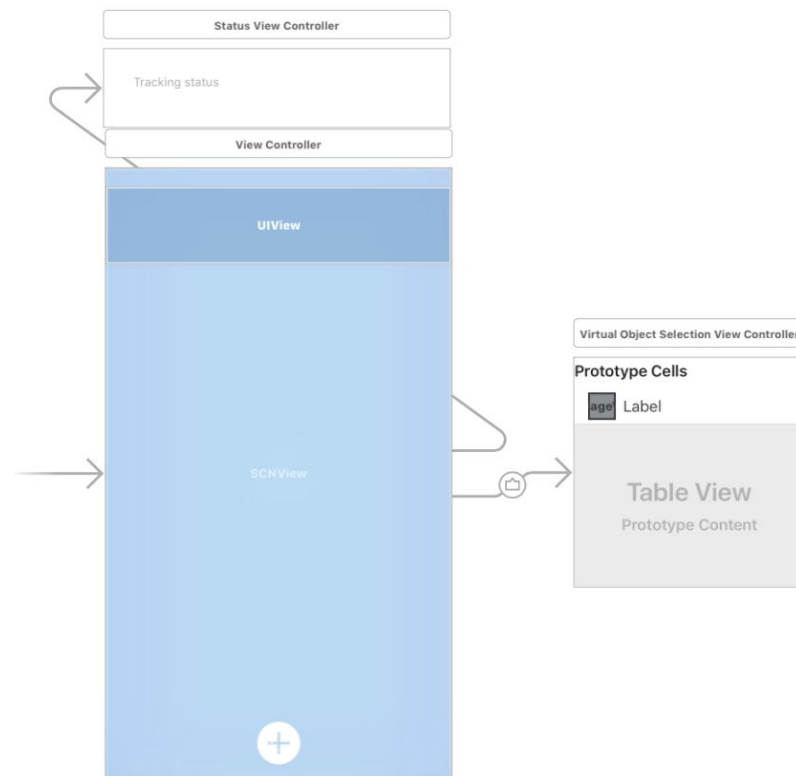 Status View Controller
Tracking status
View Controller
UIView
SCNView
Virtual Object Selection View Controller
Prototype Cells
age
Label
Table View
Prototype Content